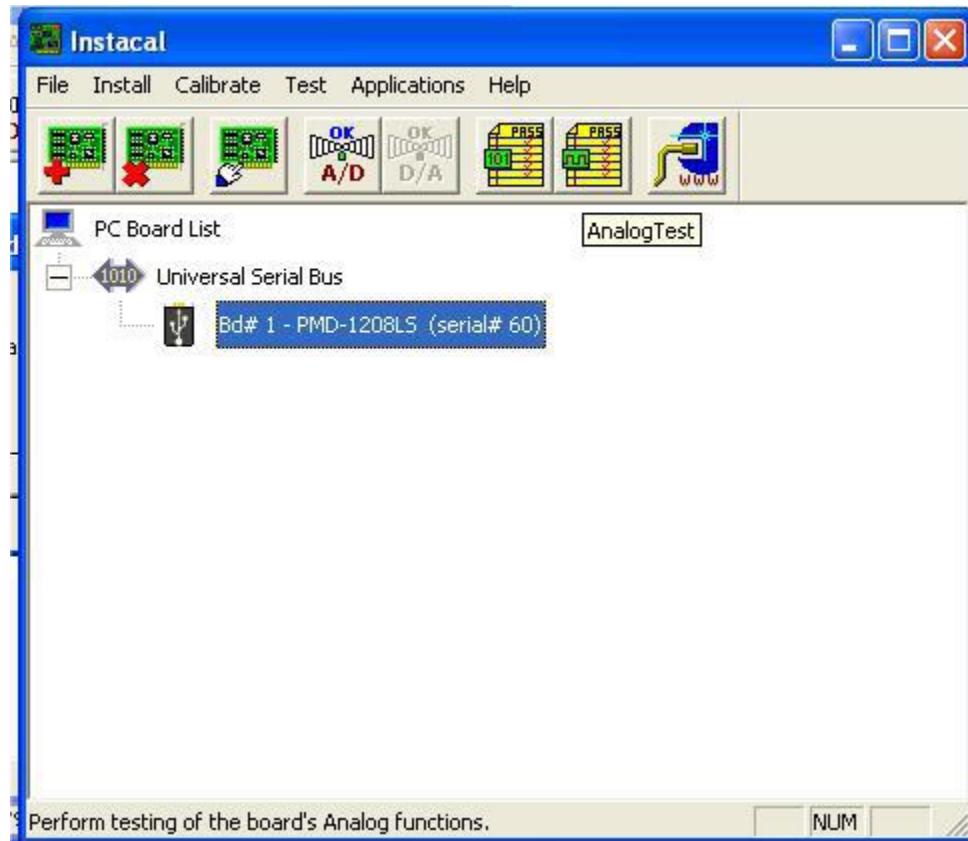 Instacal
File Install Calibrate Test Applications Help
OK A/D
OK D/A
PASS 101
PASS
WWW
PC Board List
AnalogTest
1010 Universal Serial Bus
Bd# 1 - PMD-1208LS (serial# 60)
Perform testing of the board's Analog functions.
NUM